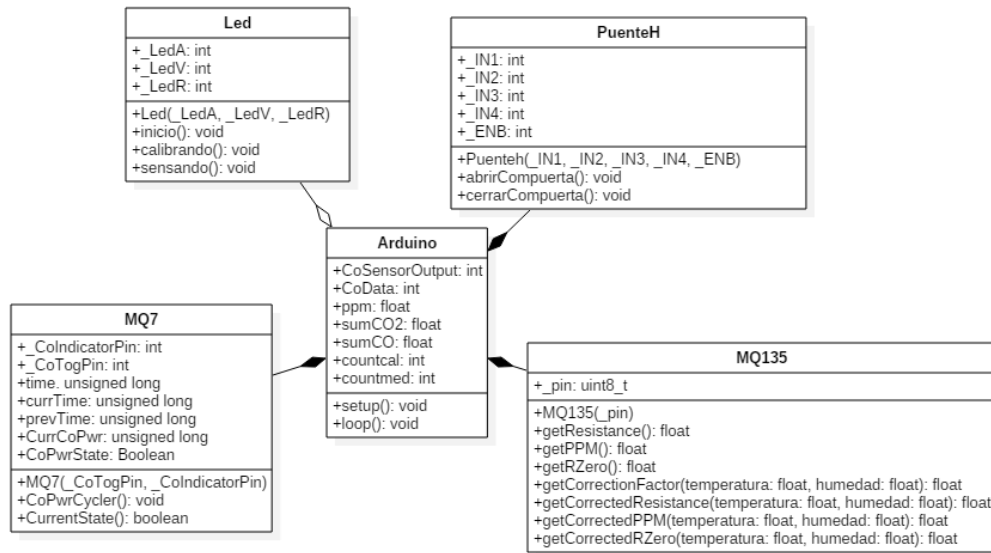 Led
+_LedA: int
+_LedV: int
+_LedR: int
+Led(_LedA, _LedV, _LedR)
+inicio(): void
+calibrando(): void
+sensando(): void
PuenteH
+_IN1: int
+_IN2: int
+_IN3: int
+_IN4: int
+_ENB: int
+Puenteh(_IN1, _IN2, _IN3, _IN4, _ENB)
+abrirCompuerta(): void
+cerrarCompuerta(): void
Arduino
+CoSensorOutput: int
+CoData: int
+ppm: float
+sumCO2: float
+sumCO: float
+countcal: int
+countmed: int
+setup(): void
+loop(): void
MQ7
+_CoIndicatorPin: int
+_CoTogPin: int
+time. unsigned long
+currTime: unsigned long
+prevTime: unsigned long
+CurrCoPwr: unsigned long
+CoPwrState: Boolean
+MQ7(_CoTogPin, _CoIndicatorPin)
+CoPwrCycler(): void
+CurrentState(): boolean
MQ135
+_pin: uint8_t
+MQ135(_pin)
+getResistance(): float
+getPPM(): float
+getRZero(): float
+getCorrectionFactor(temperatura: float, humedad: float): float
+getCorrectedResistance(temperatura: float, humedad: float): float
+getCorrectedPPM(temperatura: float, humedad: float): float
+getCorrectedRZero(temperatura: float, humedad: float): float